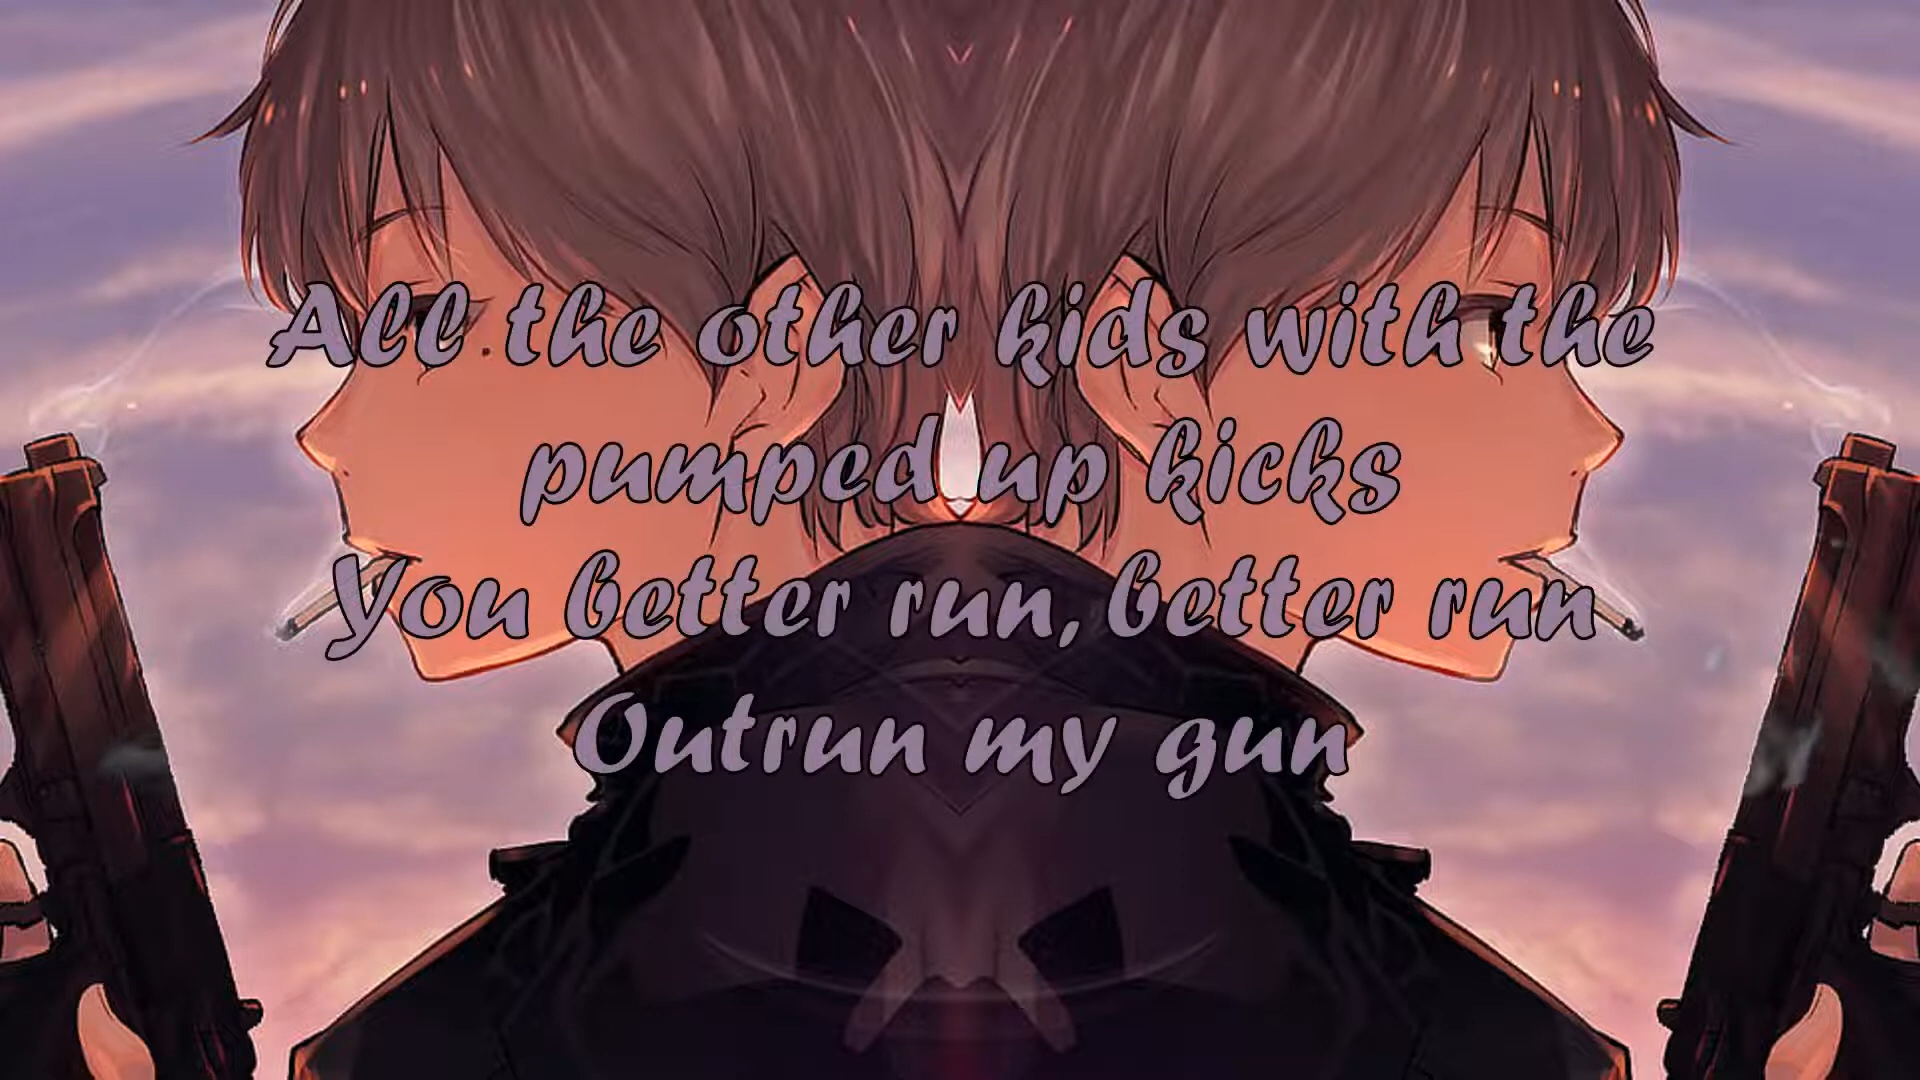 All the other kids with the
pumped up kicks
You better run, better run
Outrun my gun